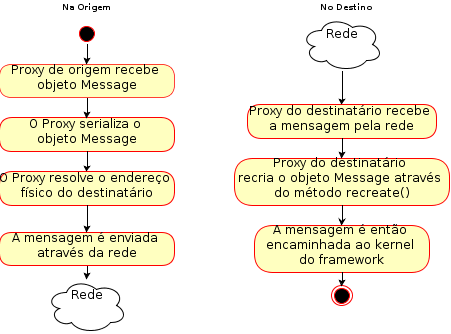 Na Origem
Proxy de origem recebe
objeto Message
O Proxy serializa o
objeto Message
O Proxy resolve o endereço
físico do destinatário
A mensagem é enviada
através da rede
Rede
No Destino
Rede
Proxy do destinatário recebe
a mensagem pela rede
Proxy do destinatário
recria o objeto Message através
do método recreate()
A mensagem é então
encaminhada ao kernel
do framework